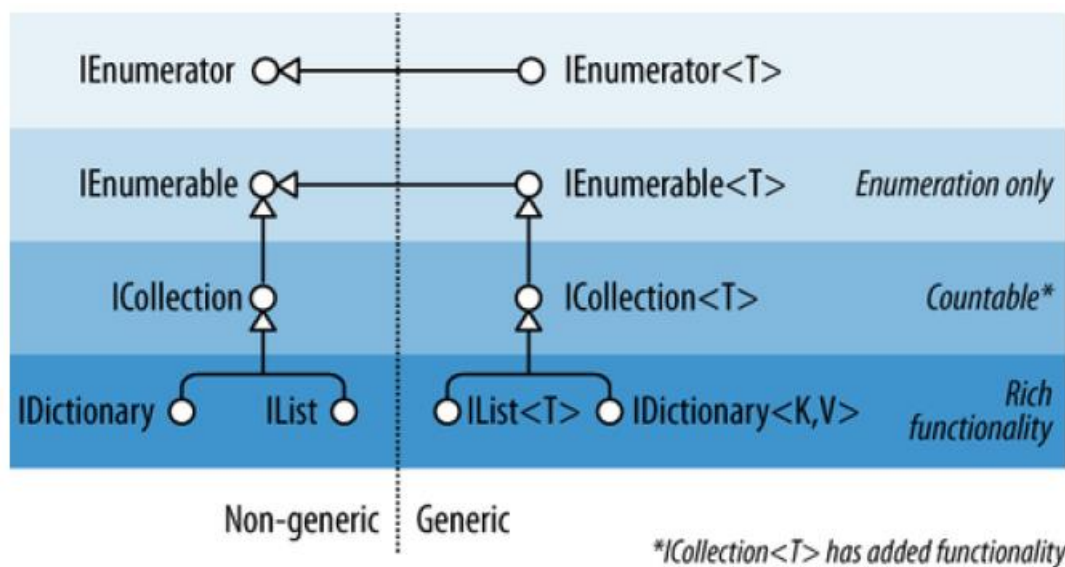 IEnumerator IEnumerator<T>
IEnumerable IEnumerable<T> Enumeration only
ICollection ICollection<T> Countable*
IDictionary IList IList<T> IDictionary<K,V> Rich
functionality
Non-generic Generic
*ICollection<T> has added functionality